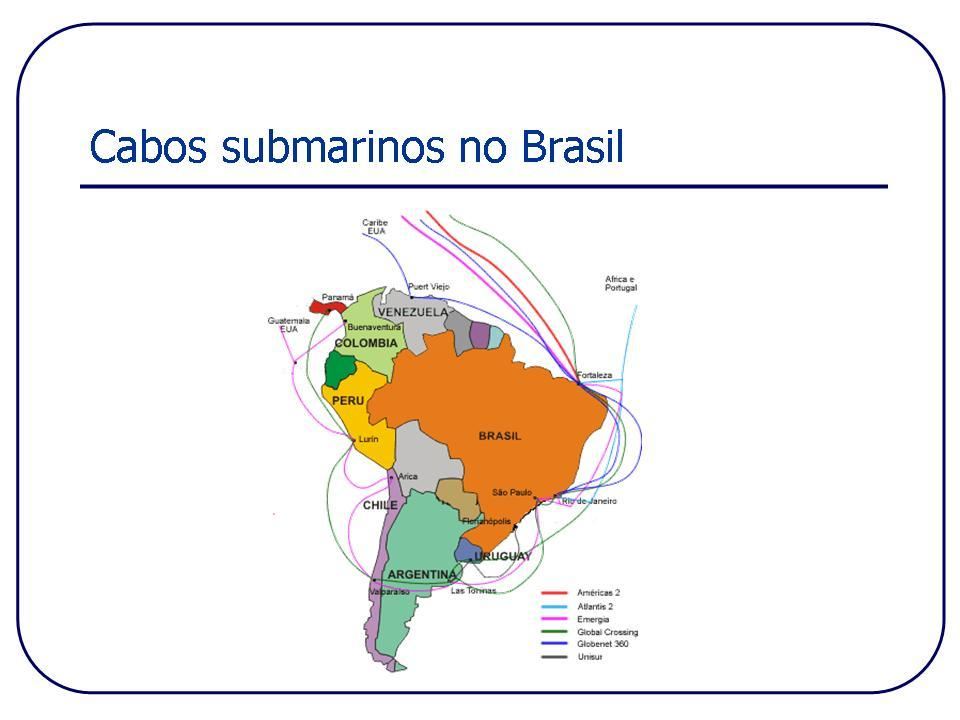 Cabos submarinos no Brasil
Caribe
EUA
Africa e
Portugal
Puert Viejo
Panamá
VENEZUELA
Guatemala
EUA
Buenaventura
COLOMBIA
Fortaleza
PERU
BRASIL
Lurín
Arica
São Paulo
Rio de Janeiro
CHILE
Florianópolis
URUGUAY
ARGENTINA
Valparaíso
Las Toninas
Américas 2
Atlantis 2
Emergia
Global Crossing
Globenet 360
Unisur